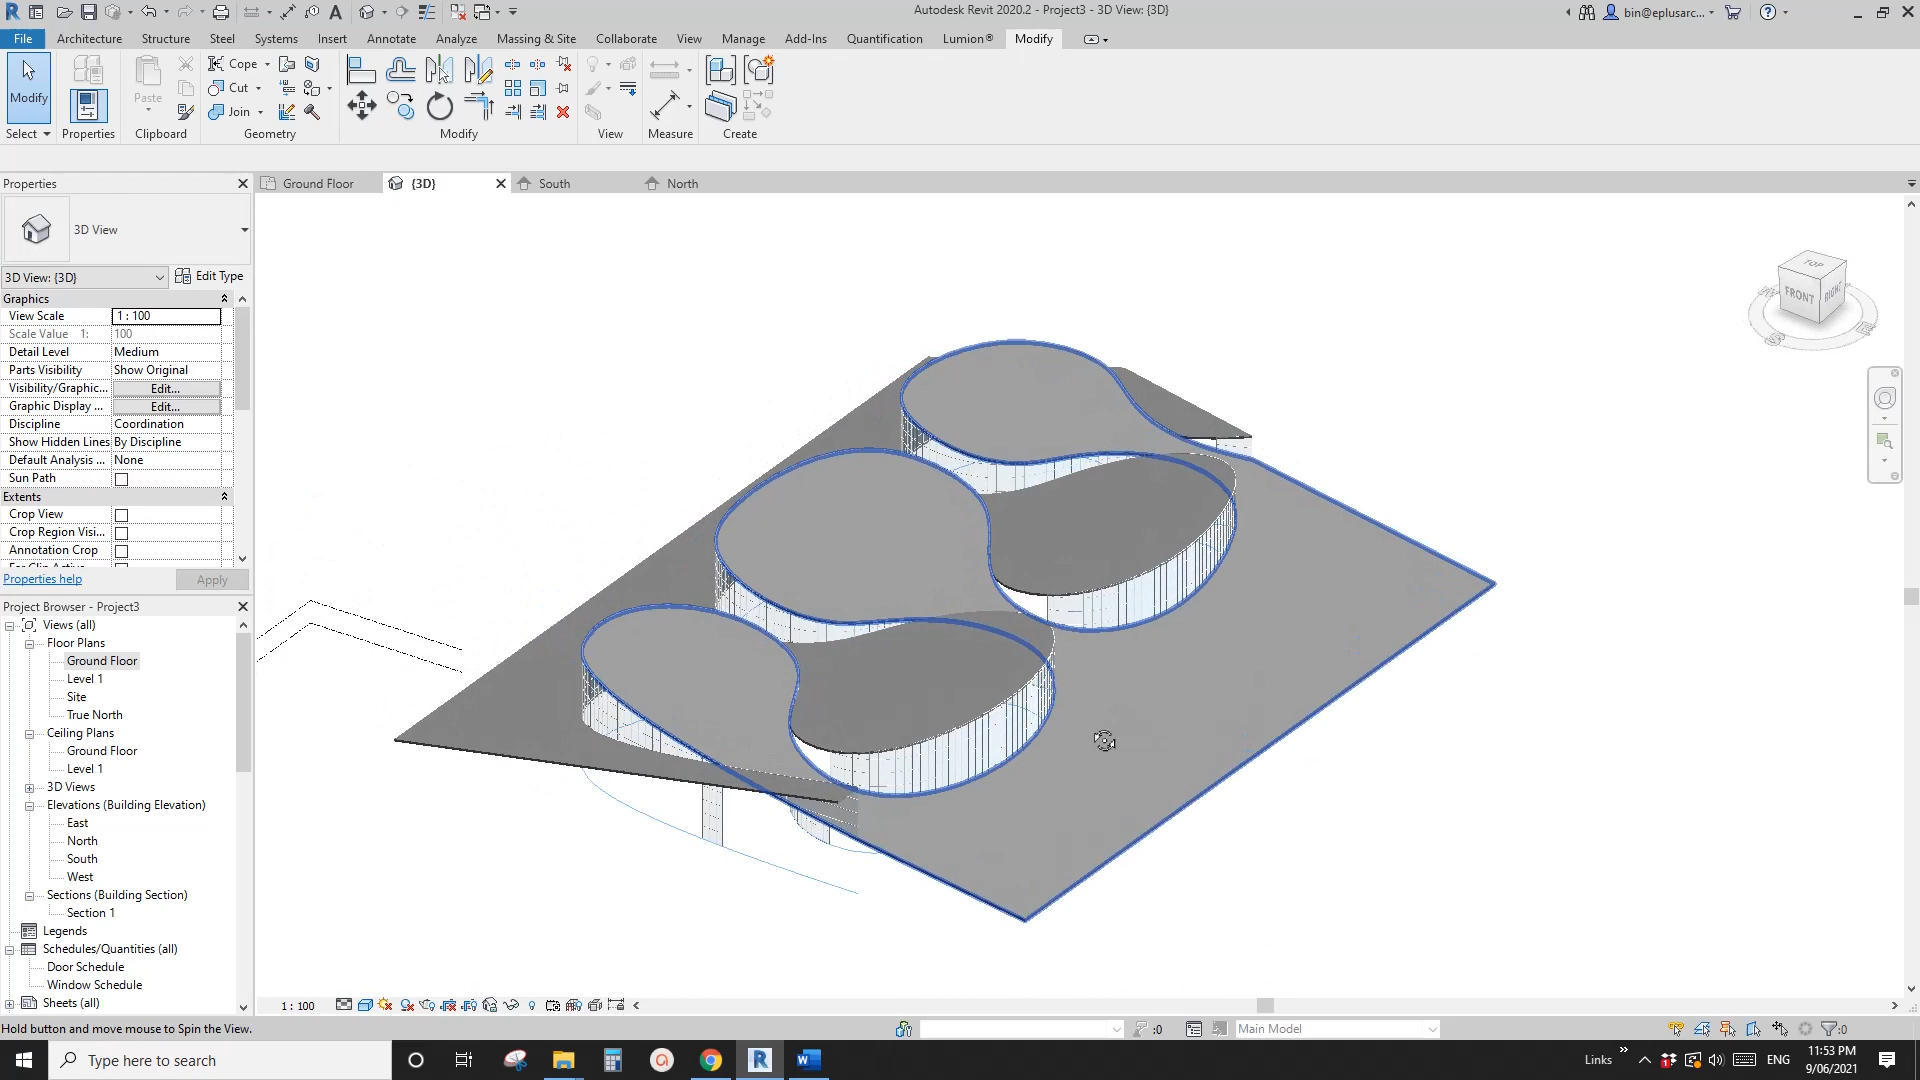 Autodesk Revit 2020.2 - Project3 - 3D View: {3D}
bin@eplusarc...
File Architecture Structure Steel Systems Insert Annotate Analyze Massing & Site Collaborate View Manage Add-Ins Quantification Lumion® Modify
Modify
Paste
Cope
Cut
Join
Select Properties Clipboard Geometry Modify View Measure Create
Properties
Ground Floor
{3D}
South
North
3D View
3D View: {3D}
Edit Type
Graphics
View Scale 1 : 100
Scale Value 1: 100
Detail Level Medium
Parts Visibility Show Original
Visibility/Graphic... Edit...
Graphic Display ... Edit...
Discipline Coordination
Show Hidden Lines By Discipline
Default Analysis ... None
Sun Path
Extents
Crop View
Crop Region Visi...
Annotation Crop
Properties help
Apply
TOP
FRONT
RIGHT
Project Browser - Project3
Views (all)
Floor Plans
Ground Floor
Level 1
Site
True North
Ceiling Plans
Ground Floor
Level 1
3D Views
Elevations (Building Elevation)
East
North
South
West
Sections (Building Section)
Section 1
Legends
Schedules/Quantities (all)
Door Schedule
Window Schedule
Sheets (all)
1 : 100
Hold button and move mouse to Spin the View.
:0
Main Model
:0
Type here to search
Links
ENG
11:53 PM
9/06/2021